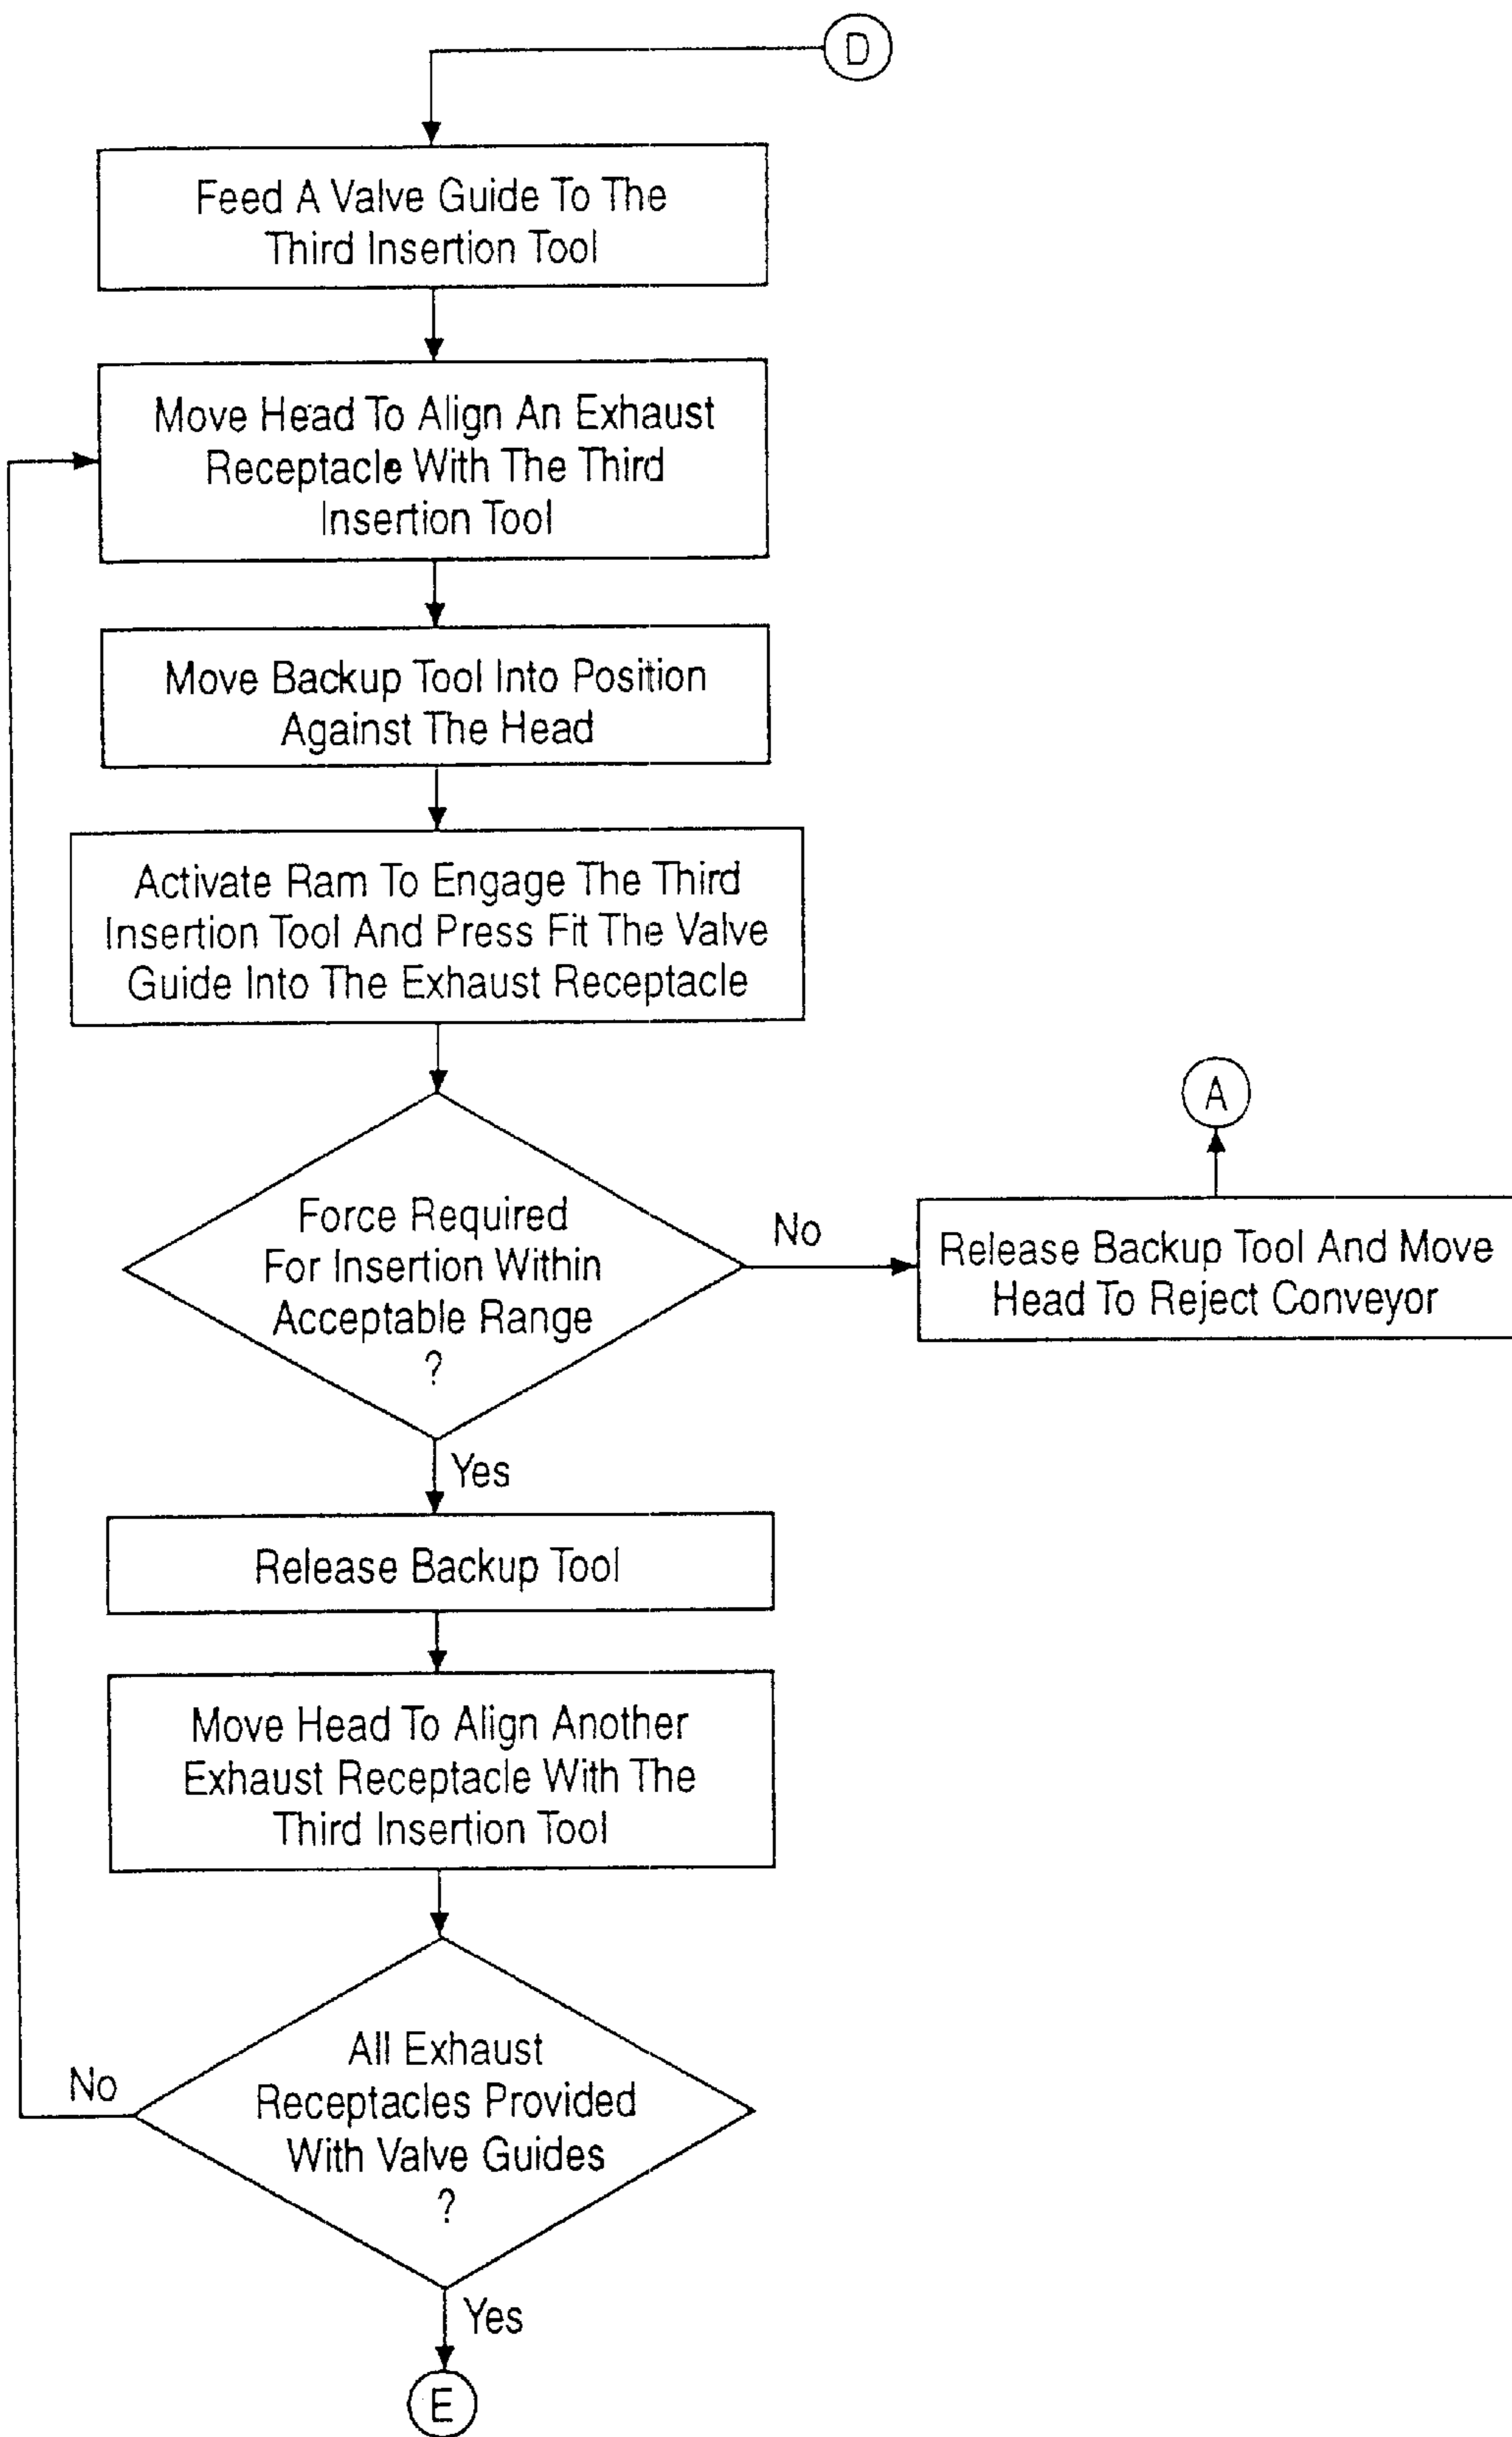 D
Feed A Valve Guide To The
Third Insertion Tool
Move Head To Align An Exhaust
Receptacle With The Third
Insertion Tool
Move Backup Tool Into Position
Against The Head
Activate Ram To Engage The Third
Insertion Tool And Press Fit The Valve
Guide Into The Exhaust Receptacle
A
Force Required
For Insertion Within
Acceptable Range
?
No
Release Backup Tool And Move
Head To Reject Conveyor
Yes
Release Backup Tool
Move Head To Align Another
Exhaust Receptacle With The
Third Insertion Tool
All Exhaust
Receptacles Provided
With Valve Guides
?
No
Yes
E